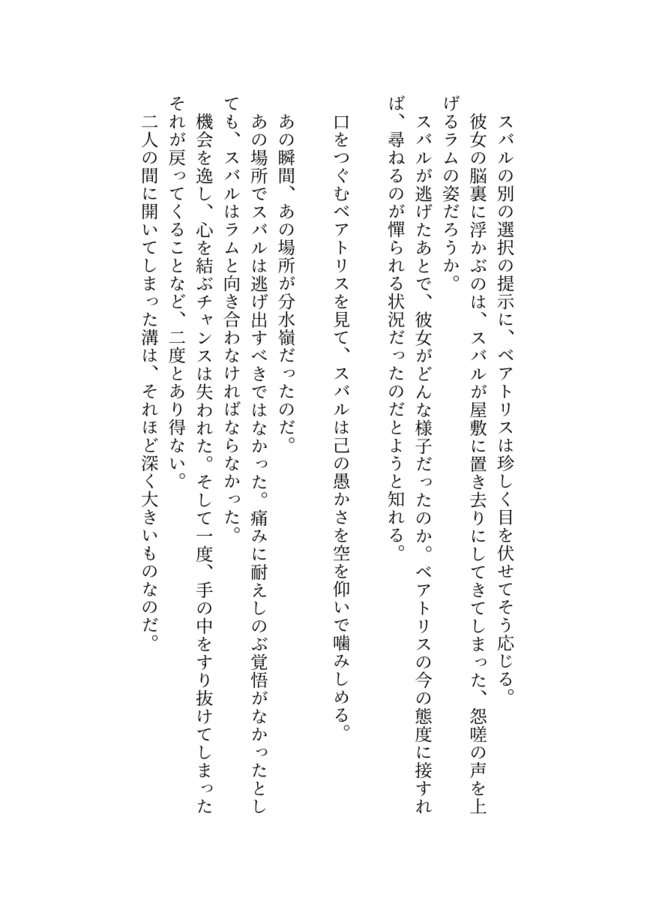 スバルの別の選択の提示に、ベアトリスは珍しく目を伏せてそう応じる。
彼女の脳裏に浮かぶのは、スバルが屋敷に置き去りにしてきてしまった、怨嗟の声を上
げるラムの姿だろうか。
スバルが逃げたあとで、彼女がどんな様子だったのか。ベアトリスの今の態度に接すれ
ば、尋ねるのが憚られる状況だったのだとようと知れる。
口をつぐむベアトリスを見て、スバルは己の愚かさを空を仰いで噛みしめる。
あの瞬間、あの場所が分水嶺だったのだ。
あの場所でスバルは逃げ出すべきではなかった。痛みに耐えしのぶ覚悟がなかったとし
ても、スバルはラムと向き合わなければならなかった。
機会を逸し、心を結ぶチャンスは失われた。そして一度、手の中をすり抜けてしまった
それが戻ってくることなど、二度とあり得ない。
二人の間に開いてしまった溝は、それほど深く大きいものなのだ。